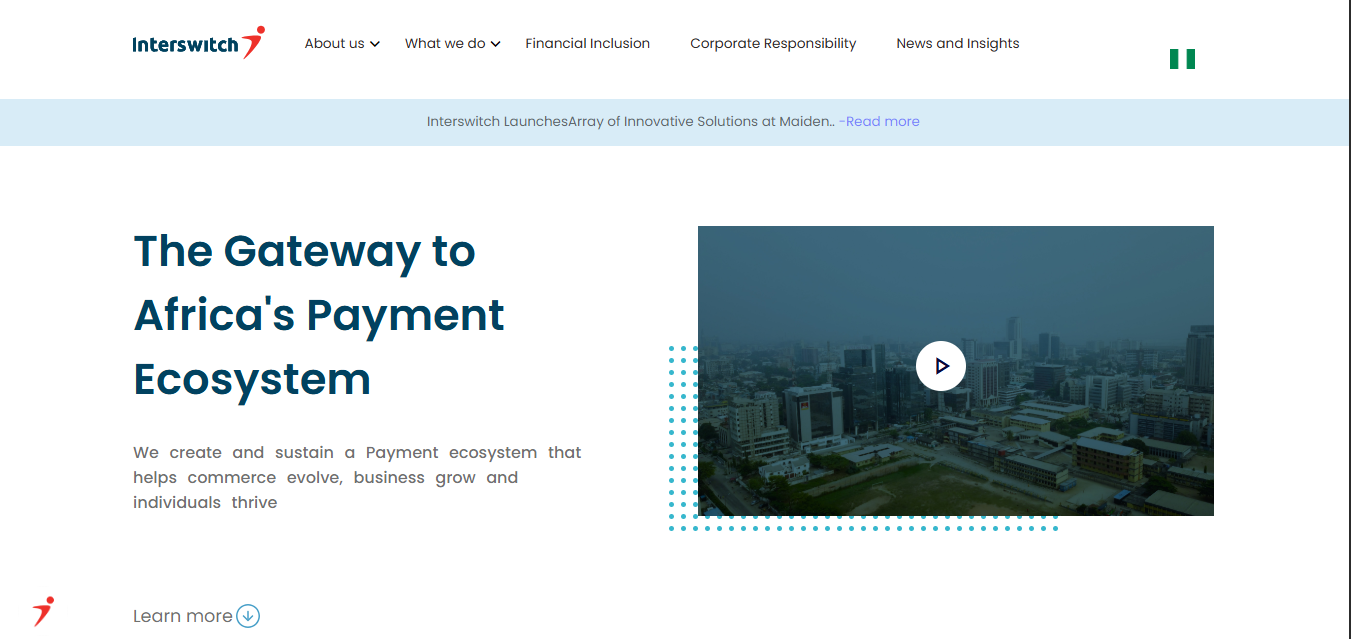 Interswitch
About us
What we do
Financial Inclusion
Corporate Responsibility
News and Insights
Interswitch LaunchesArray of Innovative Solutions at Maiden.. -Read more
The Gateway to
Africa's Payment
Ecosystem
We create and sustain a Payment ecosystem that
helps commerce evolve, business grow and
individuals thrive
Learn more